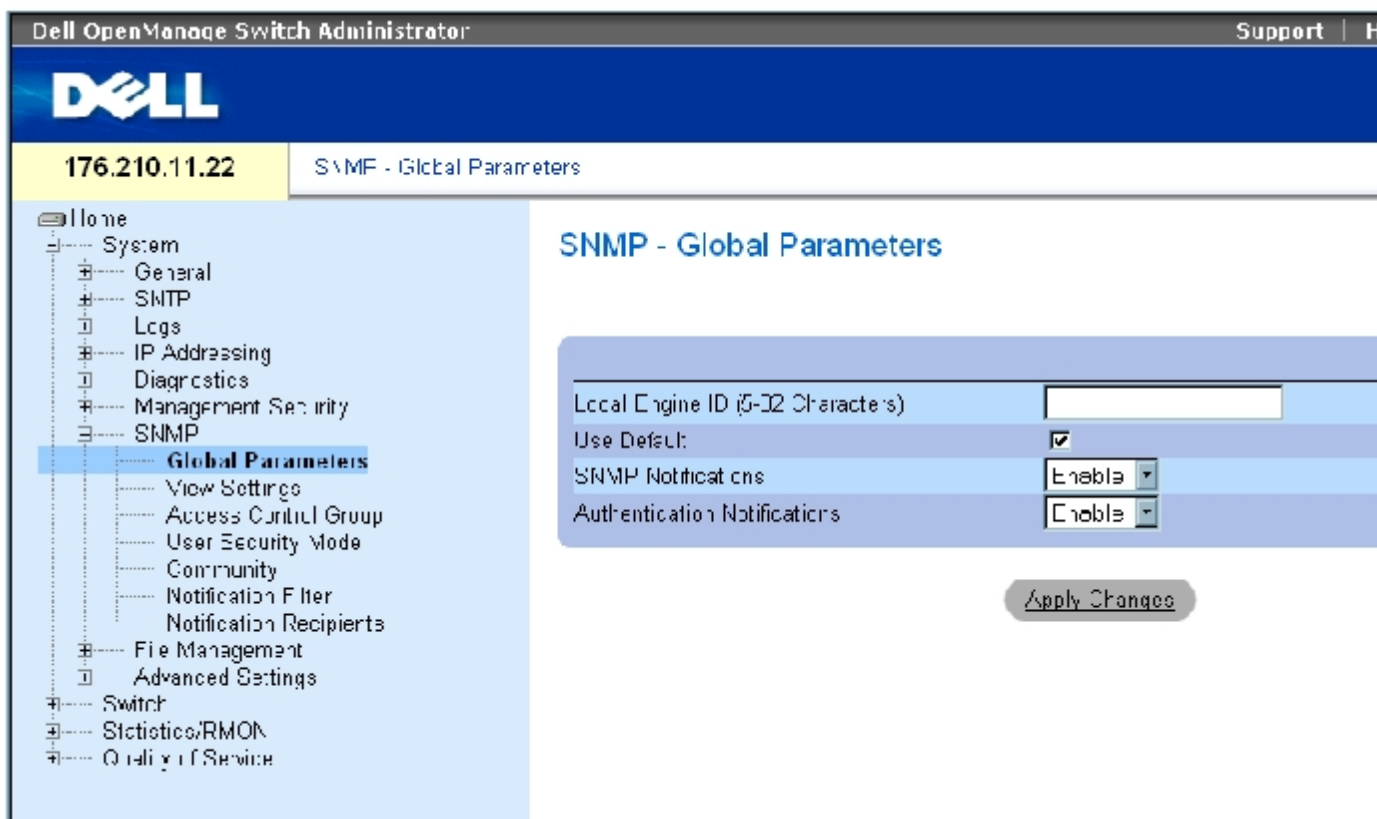 Dell OpenManage Switch Administrator
Support | H
DELL
176.210.11.22
SNMP - Global Parameters
Home
System
General
SNTP
Logs
IP Addressing
Diagnostics
Management Security
SNMP
Global Parameters
View Settings
Access Control Group
User Security Mode
Community
Notification Filter
Notification Recipients
File Management
Advanced Settings
Switch
Statistics/RMON
Quality of Service
SNMP - Global Parameters
Local Engine ID (5-32 Characters)
Use Default
SNMP Notifications
Enable
Authentication Notifications
Enable
Apply Changes